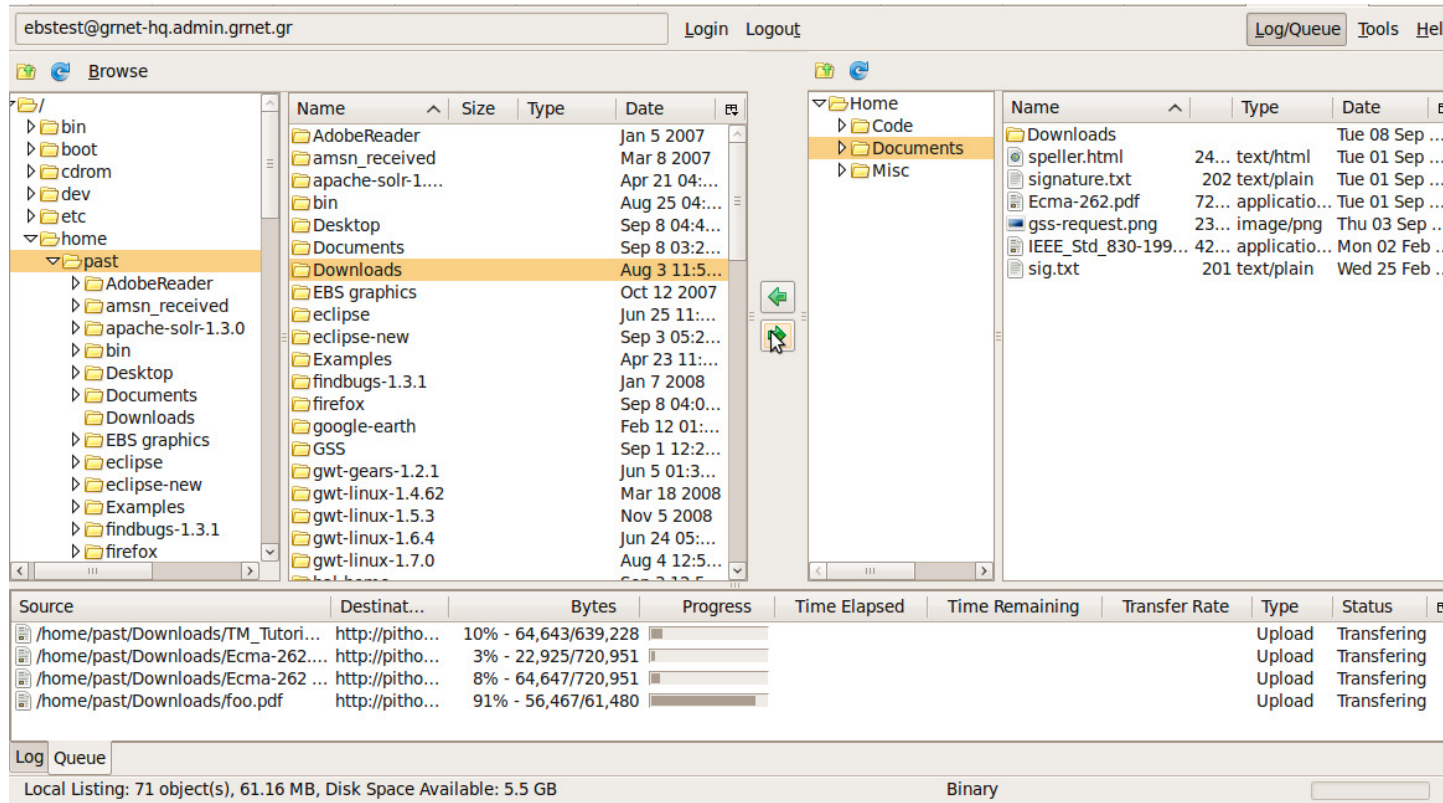 ebstest@grnet-hq.admin.grnet.gr Login Logout Log/Queue Tools Hel
Browse
/
bin
boot
cdrom
dev
etc
home
past
AdobeReader
amsn_received
apache-solr-1.3.0
bin
Desktop
Documents
Downloads
EBS graphics
eclipse
eclipse-new
Examples
findbugs-1.3.1
firefox
Name Size Type Date
AdobeReader Jan 5 2007
amsn_received Mar 8 2007
apache-solr-1.... Apr 21 04:...
bin Aug 25 04:...
Desktop Sep 8 04:4...
Documents Sep 8 03:2...
Downloads Aug 3 11:5...
EBS graphics Oct 12 2007
eclipse Jun 25 11:...
eclipse-new Sep 3 05:2...
Examples Apr 23 11:...
findbugs-1.3.1 Jan 7 2008
firefox Sep 8 04:0...
google-earth Feb 12 01:...
GSS Sep 1 12:2...
gwt-gears-1.2.1 Jun 5 01:3...
gwt-linux-1.4.62 Mar 18 2008
gwt-linux-1.5.3 Nov 5 2008
gwt-linux-1.6.4 Jun 24 05:...
gwt-linux-1.7.0 Aug 4 12:5...
Home
Code
Documents
Misc
Name Type Date
Downloads Tue 08 Sep ...
speller.html 24... text/html Tue 01 Sep ...
signature.txt 202 text/plain Tue 01 Sep ...
Ecma-262.pdf 72... applicatio... Tue 01 Sep ...
gss-request.png 23... image/png Thu 03 Sep ..
IEEE_Std_830-199... 42... applicatio... Mon 02 Feb ..
sig.txt 201 text/plain Wed 25 Feb ..
Source Destinat... Bytes Progress Time Elapsed Time Remaining Transfer Rate Type Status
/home/past/Downloads/TM_Tutori... http://pitho... 10% - 64,643/639,228 Upload Transfering
/home/past/Downloads/Ecma-262.... http://pitho... 3% - 22,925/720,951 Upload Transfering
/home/past/Downloads/Ecma-262 ... http://pitho... 8% - 64,647/720,951 Upload Transfering
/home/past/Downloads/foo.pdf http://pitho... 91% - 56,467/61,480 Upload Transfering
Log Queue
Local Listing: 71 object(s), 61.16 MB, Disk Space Available: 5.5 GB Binary